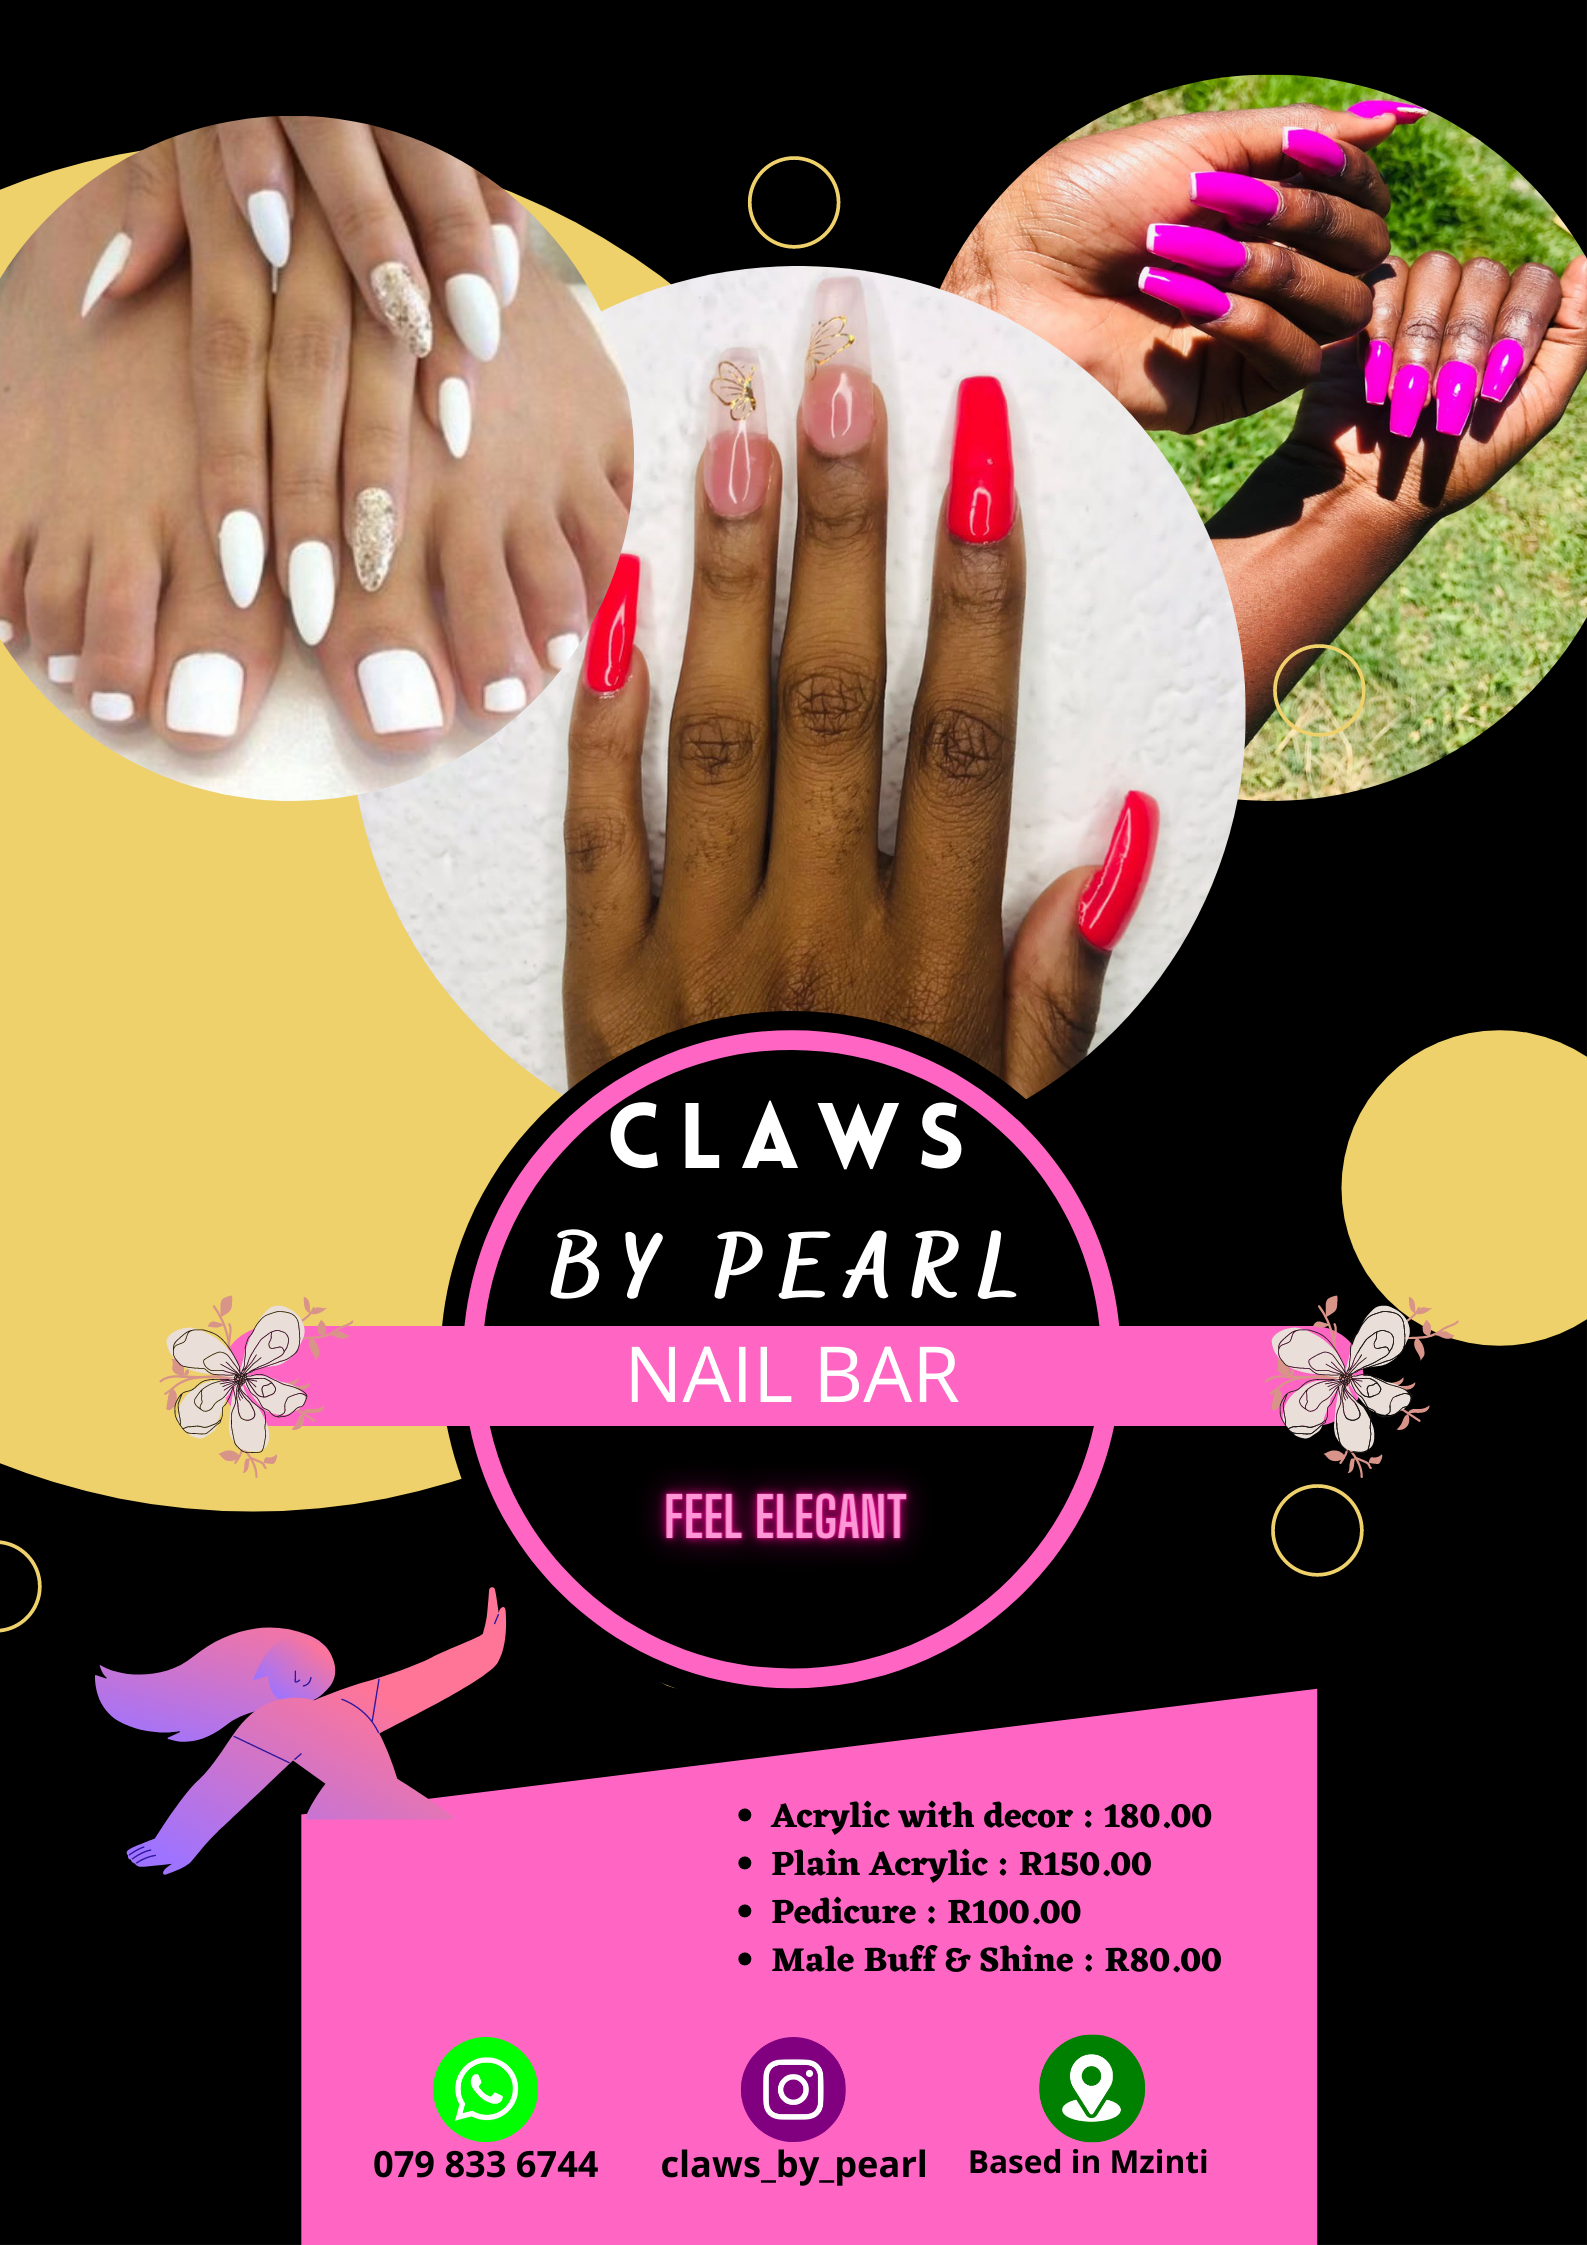 CLAWS
BY PEARL
NAIL BAR
FEEL ELEGANT
• Acrylic with decor : 180.00
• Plain Acrylic : R150.00
• Pedicure : R100.00
• Male Buff & Shine : R80.00
079 833 6744
claws_by_pearl
Based in Mzinti